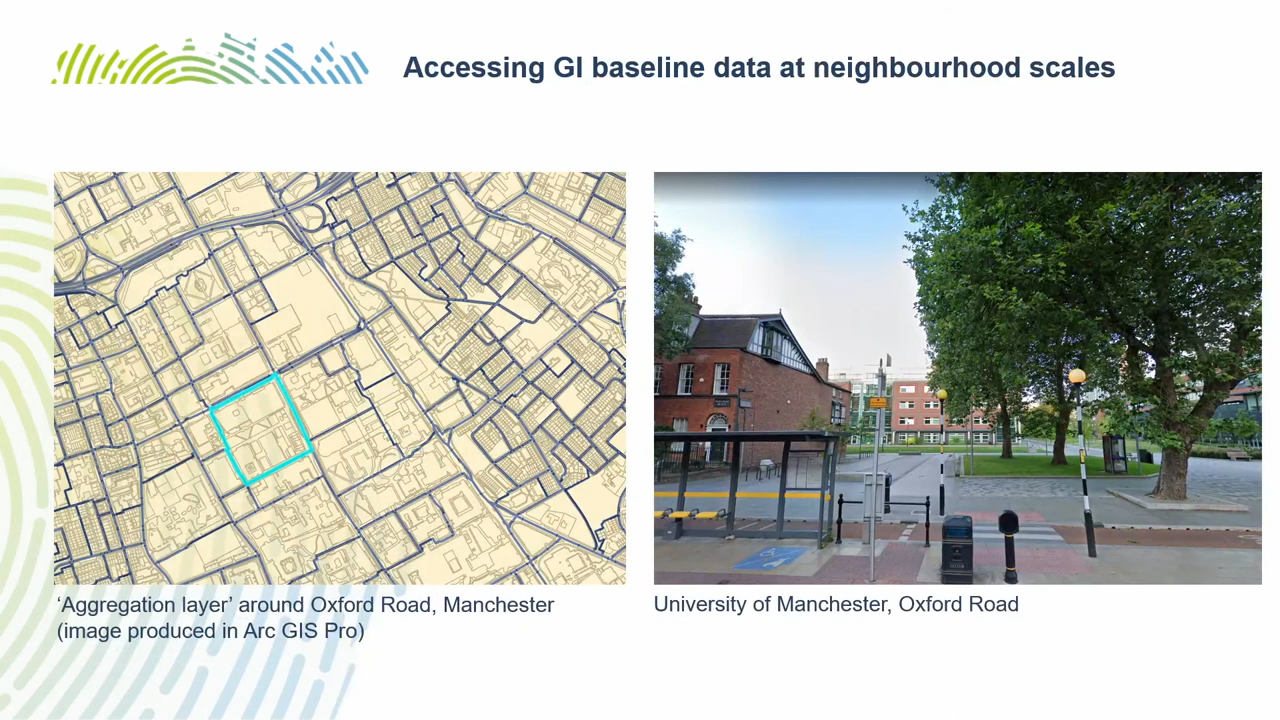 Accessing GI baseline data at neighbourhood scales
‘Aggregation layer’ around Oxford Road, Manchester
(image produced in Arc GIS Pro)
University of Manchester, Oxford Road